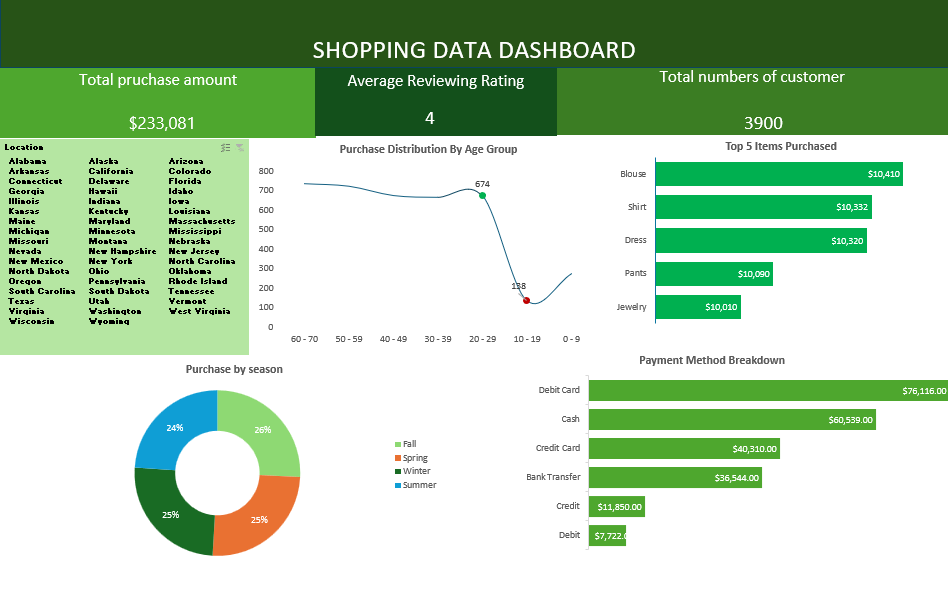 SHOPPING DATA DASHBOARD
Total pruchase amount
$233,081
Average Reviewing Rating
4
Total numbers of customer
3900
Location
Alabama Alaska Arizona
Arkansas California Colorado
Connecticut Delaware Florida
Georgia Hawaii Idaho
Illinois Indiana Iowa
Kansas Kentucky Louisiana
Maine Maryland Massachusetts
Michigan Minnesota Mississippi
Missouri Montana Nebraska
Nevada New Hampshire New Jersey
New Mexico New York North Carolina
North Dakota Ohio Oklahoma
Oregon Pennsylvania Rhode Island
South Carolina South Dakota Tennessee
Texas Utah Vermont
Virginia Washington West Virginia
Wisconsin Wyoming
Purchase Distribution By Age Group
800
700
600
500
400
300
200
100
0
674
138
60 - 70 50 - 59 40 - 49 30 - 39 20 - 29 10 - 19 0 - 9
Top 5 Items Purchased
Blouse $10,410
Shirt $10,332
Dress $10,320
Pants $10,090
Jewelry $10,010
Purchase by season
24% 26%
25% 25%
Fall
Spring
Winter
Summer
Payment Method Breakdown
Debit Card $76,116.00
Cash $60,539.00
Credit Card $40,310.00
Bank Transfer $36,544.00
Credit $11,850.00
Debit $7,722.0